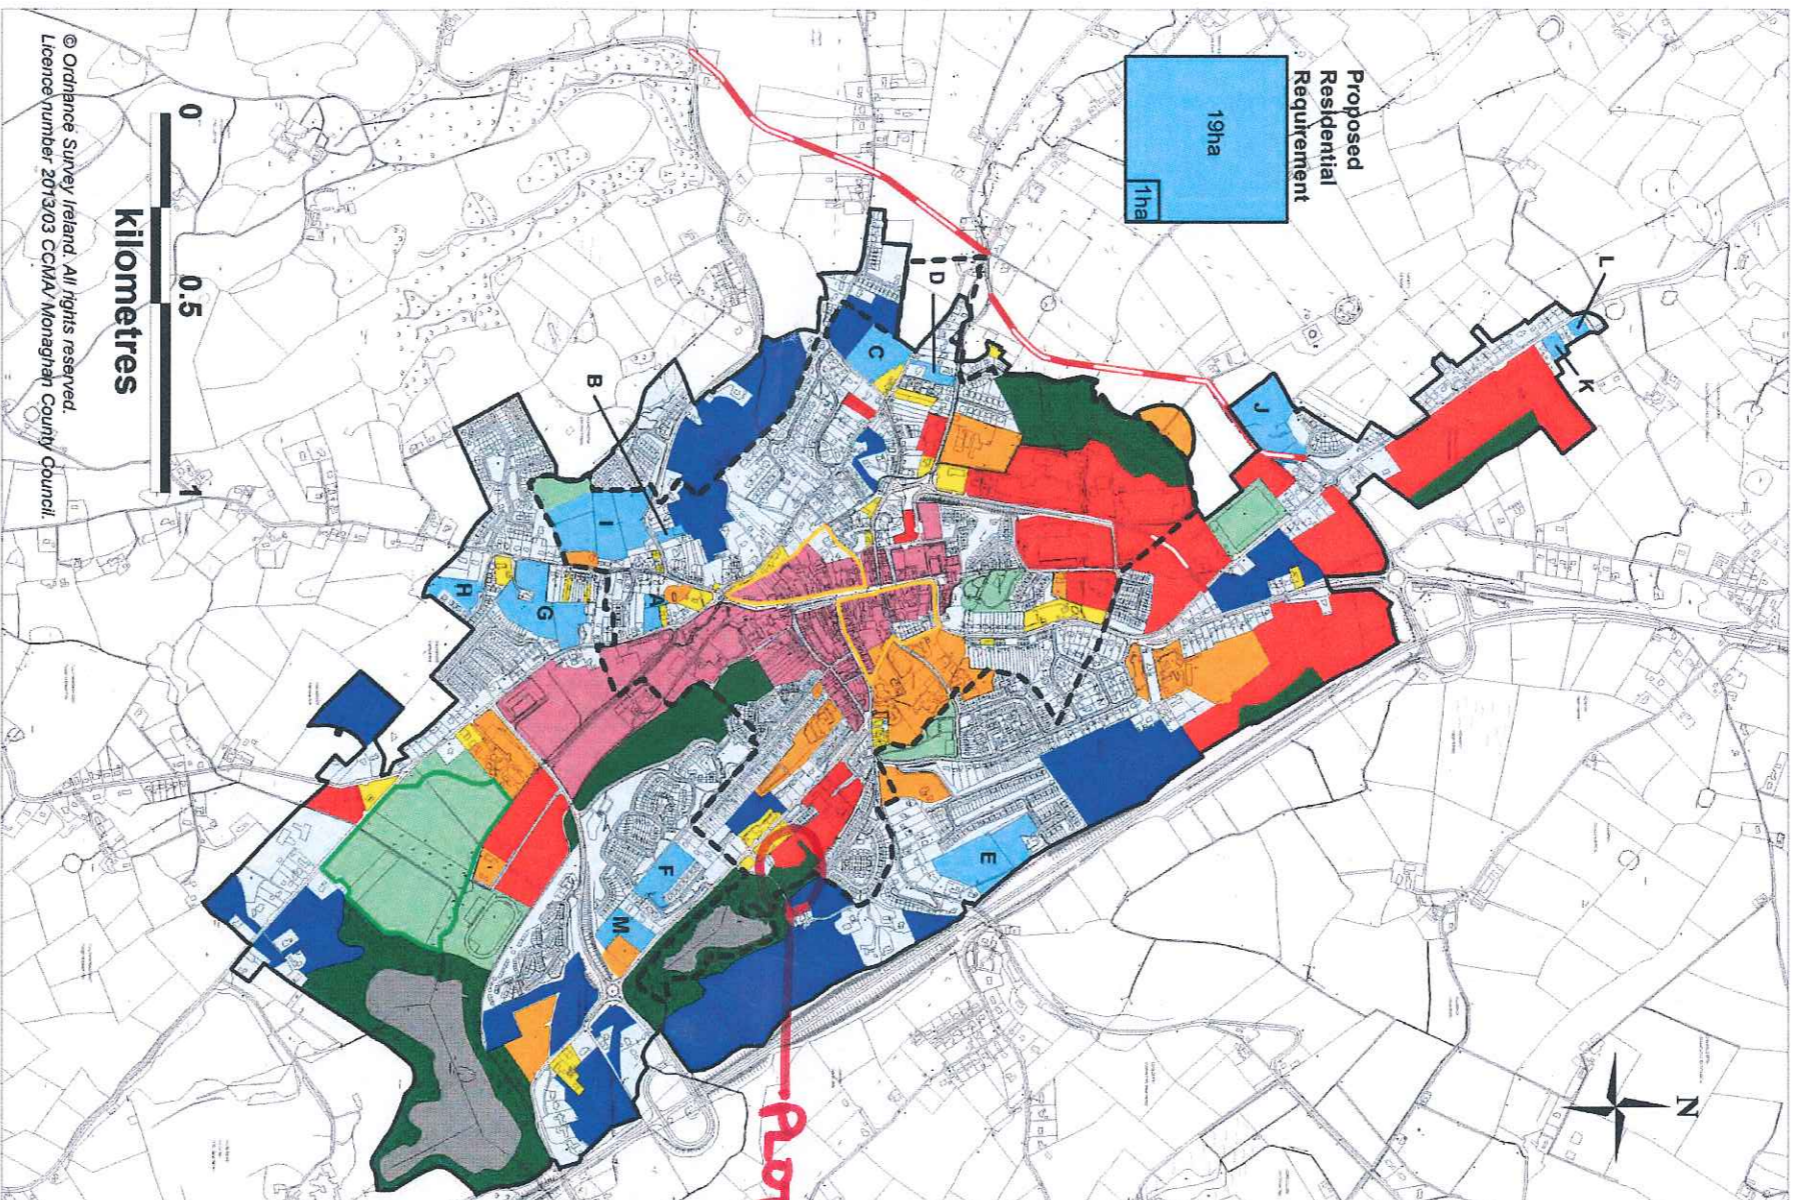 Proposed
Residential
Requirement
19ha
1ha
L
K
J
D
C
B
I
A
H
G
E
F
M
N
0
0.5
1
kilometres
© Ordnance Survey Ireland. All rights reserved.
Licence number 2013/03 CCMA/ Monaghan County Council.